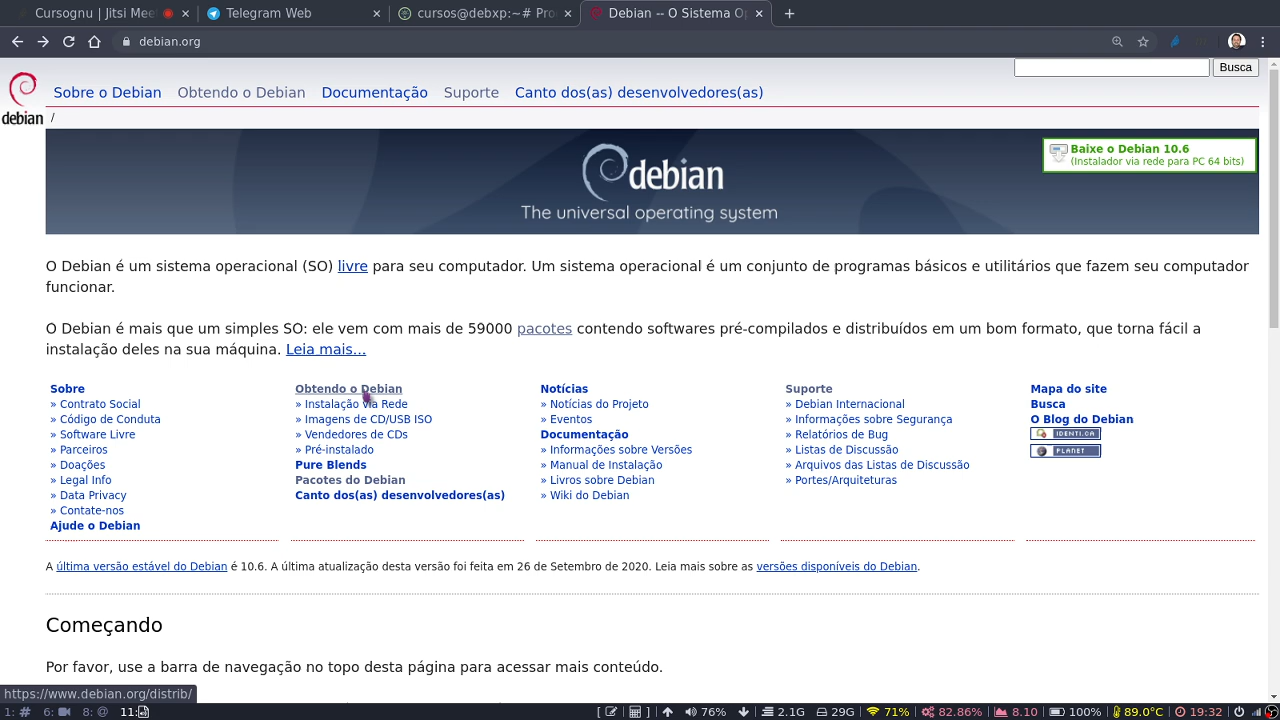 Cursognu | Jitsi Mee
Telegram Web
cursos@debxp:~# Pro
Debian -- O Sistema Op
debian.org
Busca
Sobre o Debian
Obtendo o Debian
Documentação
Suporte
Canto dos(as) desenvolvedores(as)
debian
/
debian
The universal operating system
Baixe o Debian 10.6
(Instalador via rede para PC 64 bits)
O Debian é um sistema operacional (SO) livre para seu computador. Um sistema operacional é um conjunto de programas básicos e utilitários que fazem seu computador
funcionar.
O Debian é mais que um simples SO: ele vem com mais de 59000 pacotes contendo softwares pré-compilados e distribuídos em um bom formato, que torna fácil a
instalação deles na sua máquina. Leia mais...
Sobre
» Contrato Social
» Código de Conduta
» Software Livre
» Parceiros
» Doações
» Legal Info
» Data Privacy
» Contate-nos
Ajude o Debian
Obtendo o Debian
» Instalação via Rede
» Imagens de CD/USB ISO
» Vendedores de CDs
» Pré-instalado
Pure Blends
Pacotes do Debian
Canto dos(as) desenvolvedores(as)
Notícias
» Notícias do Projeto
» Eventos
Documentação
» Informações sobre Versões
» Manual de Instalação
» Livros sobre Debian
» Wiki do Debian
Suporte
» Debian Internacional
» Informações sobre Segurança
» Relatórios de Bug
» Listas de Discussão
» Arquivos das Listas de Discussão
» Portes/Arquiteturas
Mapa do site
Busca
O Blog do Debian
IDENTI.CA
PLANET
A última versão estável do Debian é 10.6. A última atualização desta versão foi feita em 26 de Setembro de 2020. Leia mais sobre as versões disponíveis do Debian.
Começando
Por favor, use a barra de navegação no topo desta página para acessar mais conteúdo.
https://www.debian.org/distrib/
1: # 6: 8: @ 11: [ ] 76% 2.1G 29G 71% 82.86% 8.10 100% 89.0°C 19:32